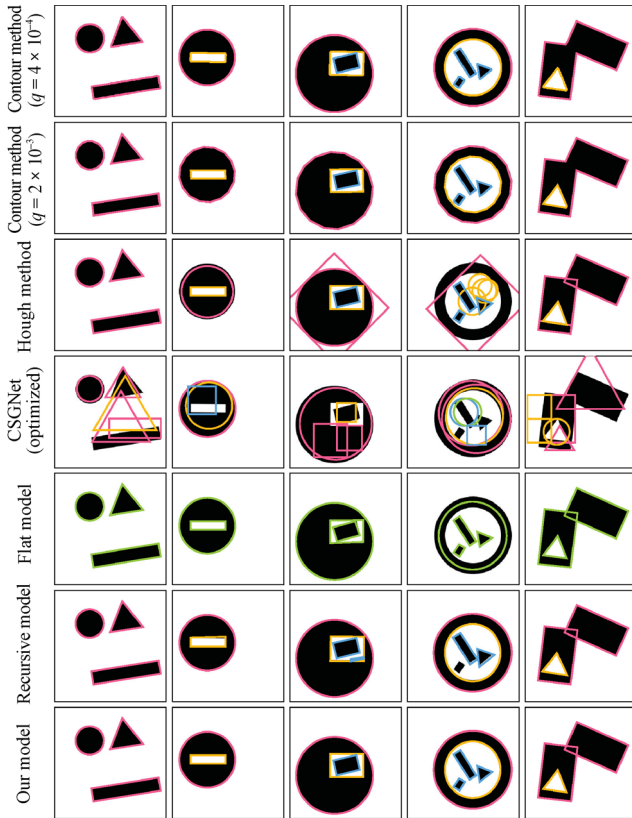 Contour method
(q = 4 × 10⁻⁴)
Contour method
(q = 2 × 10⁻³)
Hough method
CSGNet
(optimized)
Flat model
Recursive model
Our model